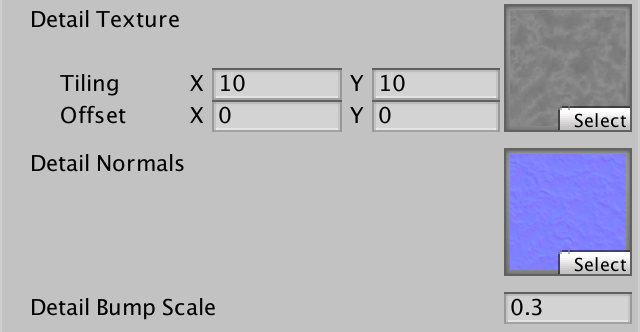 Detail Texture
Tiling X 10 Y 10
Offset X 0 Y 0
Select
Detail Normals
Select
Detail Bump Scale 0.3